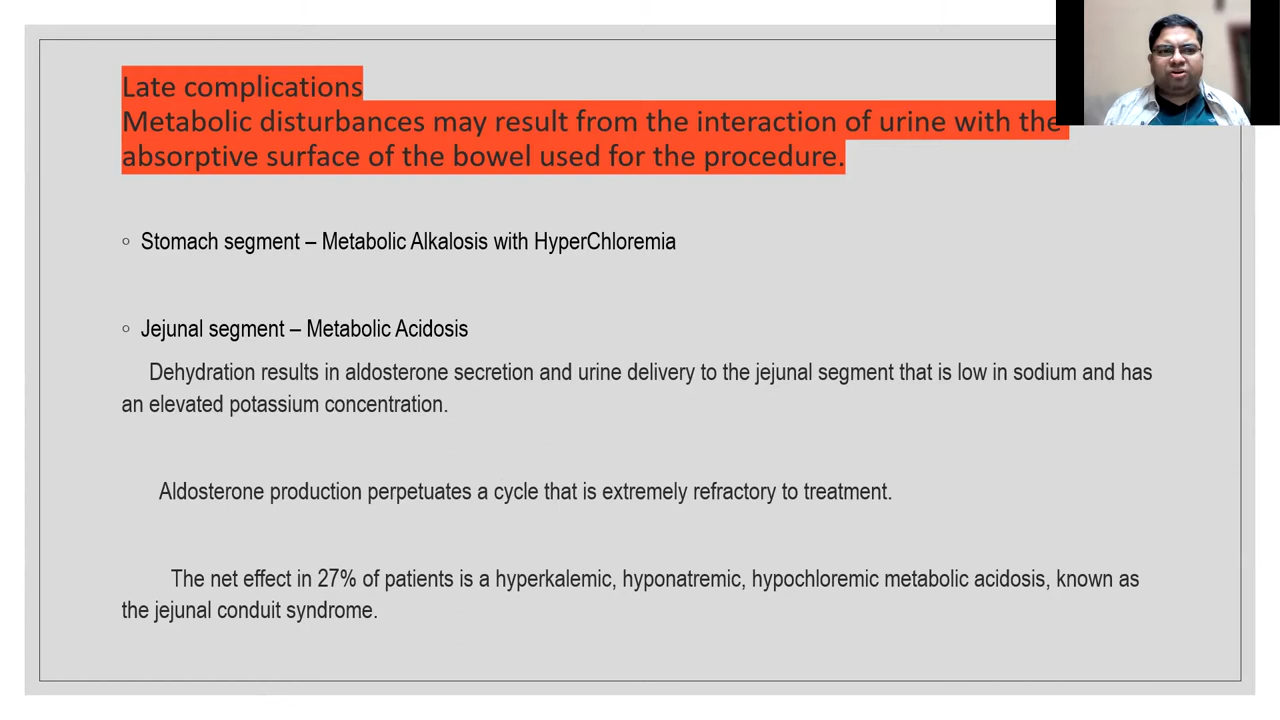 Late complications
Metabolic disturbances may result from the interaction of urine with the
absorptive surface of the bowel used for the procedure.
◦ Stomach segment – Metabolic Alkalosis with HyperChloremia
◦ Jejunal segment – Metabolic Acidosis
Dehydration results in aldosterone secretion and urine delivery to the jejunal segment that is low in sodium and has
an elevated potassium concentration.
Aldosterone production perpetuates a cycle that is extremely refractory to treatment.
The net effect in 27% of patients is a hyperkalemic, hyponatremic, hypochloremic metabolic acidosis, known as
the jejunal conduit syndrome.